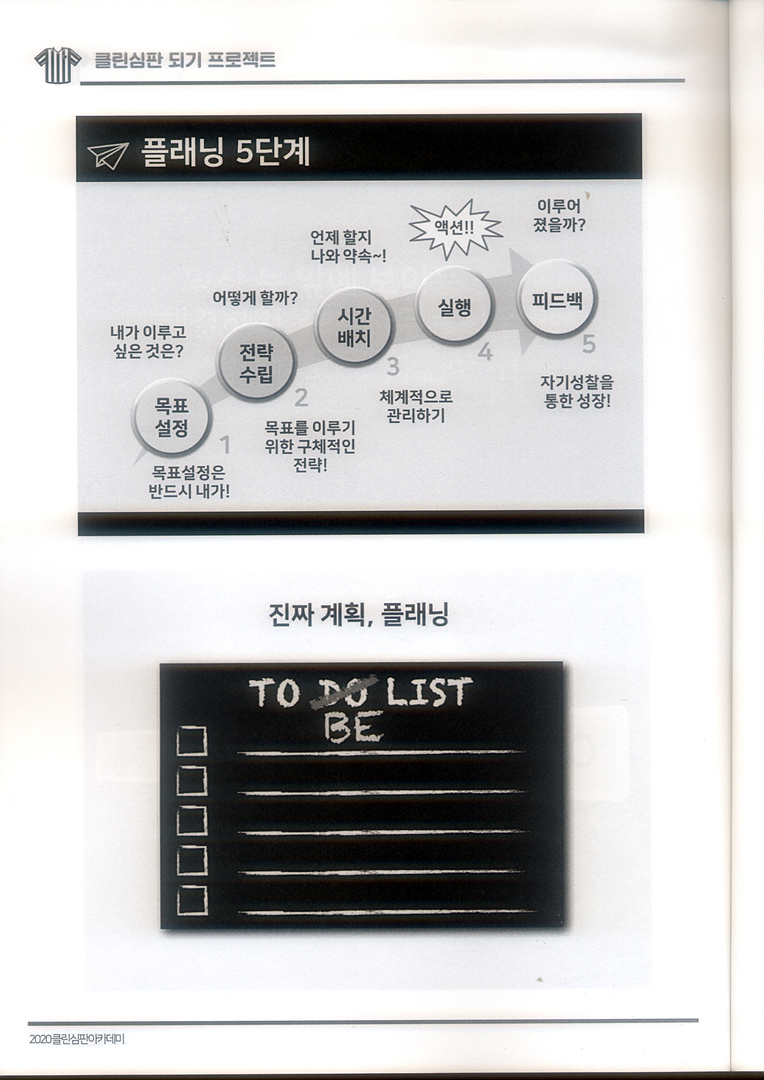 클린심판 되기 프로젝트
플래닝 5단계
내가 이루고
싶은 것은?
목표
설정
1
목표설정은
반드시 내가!
어떻게 할까?
전략
수립
2
목표를 이루기
위한 구체적인
전략!
언제 할지
나와 약속~!
시간
배치
3
체계적으로
관리하기
액션!!
실행
4
이루어
졌을까?
피드백
5
자기성찰을
통한 성장!
진짜 계획, 플래닝
TO DO LIST
BE
2020클린심판아카데미